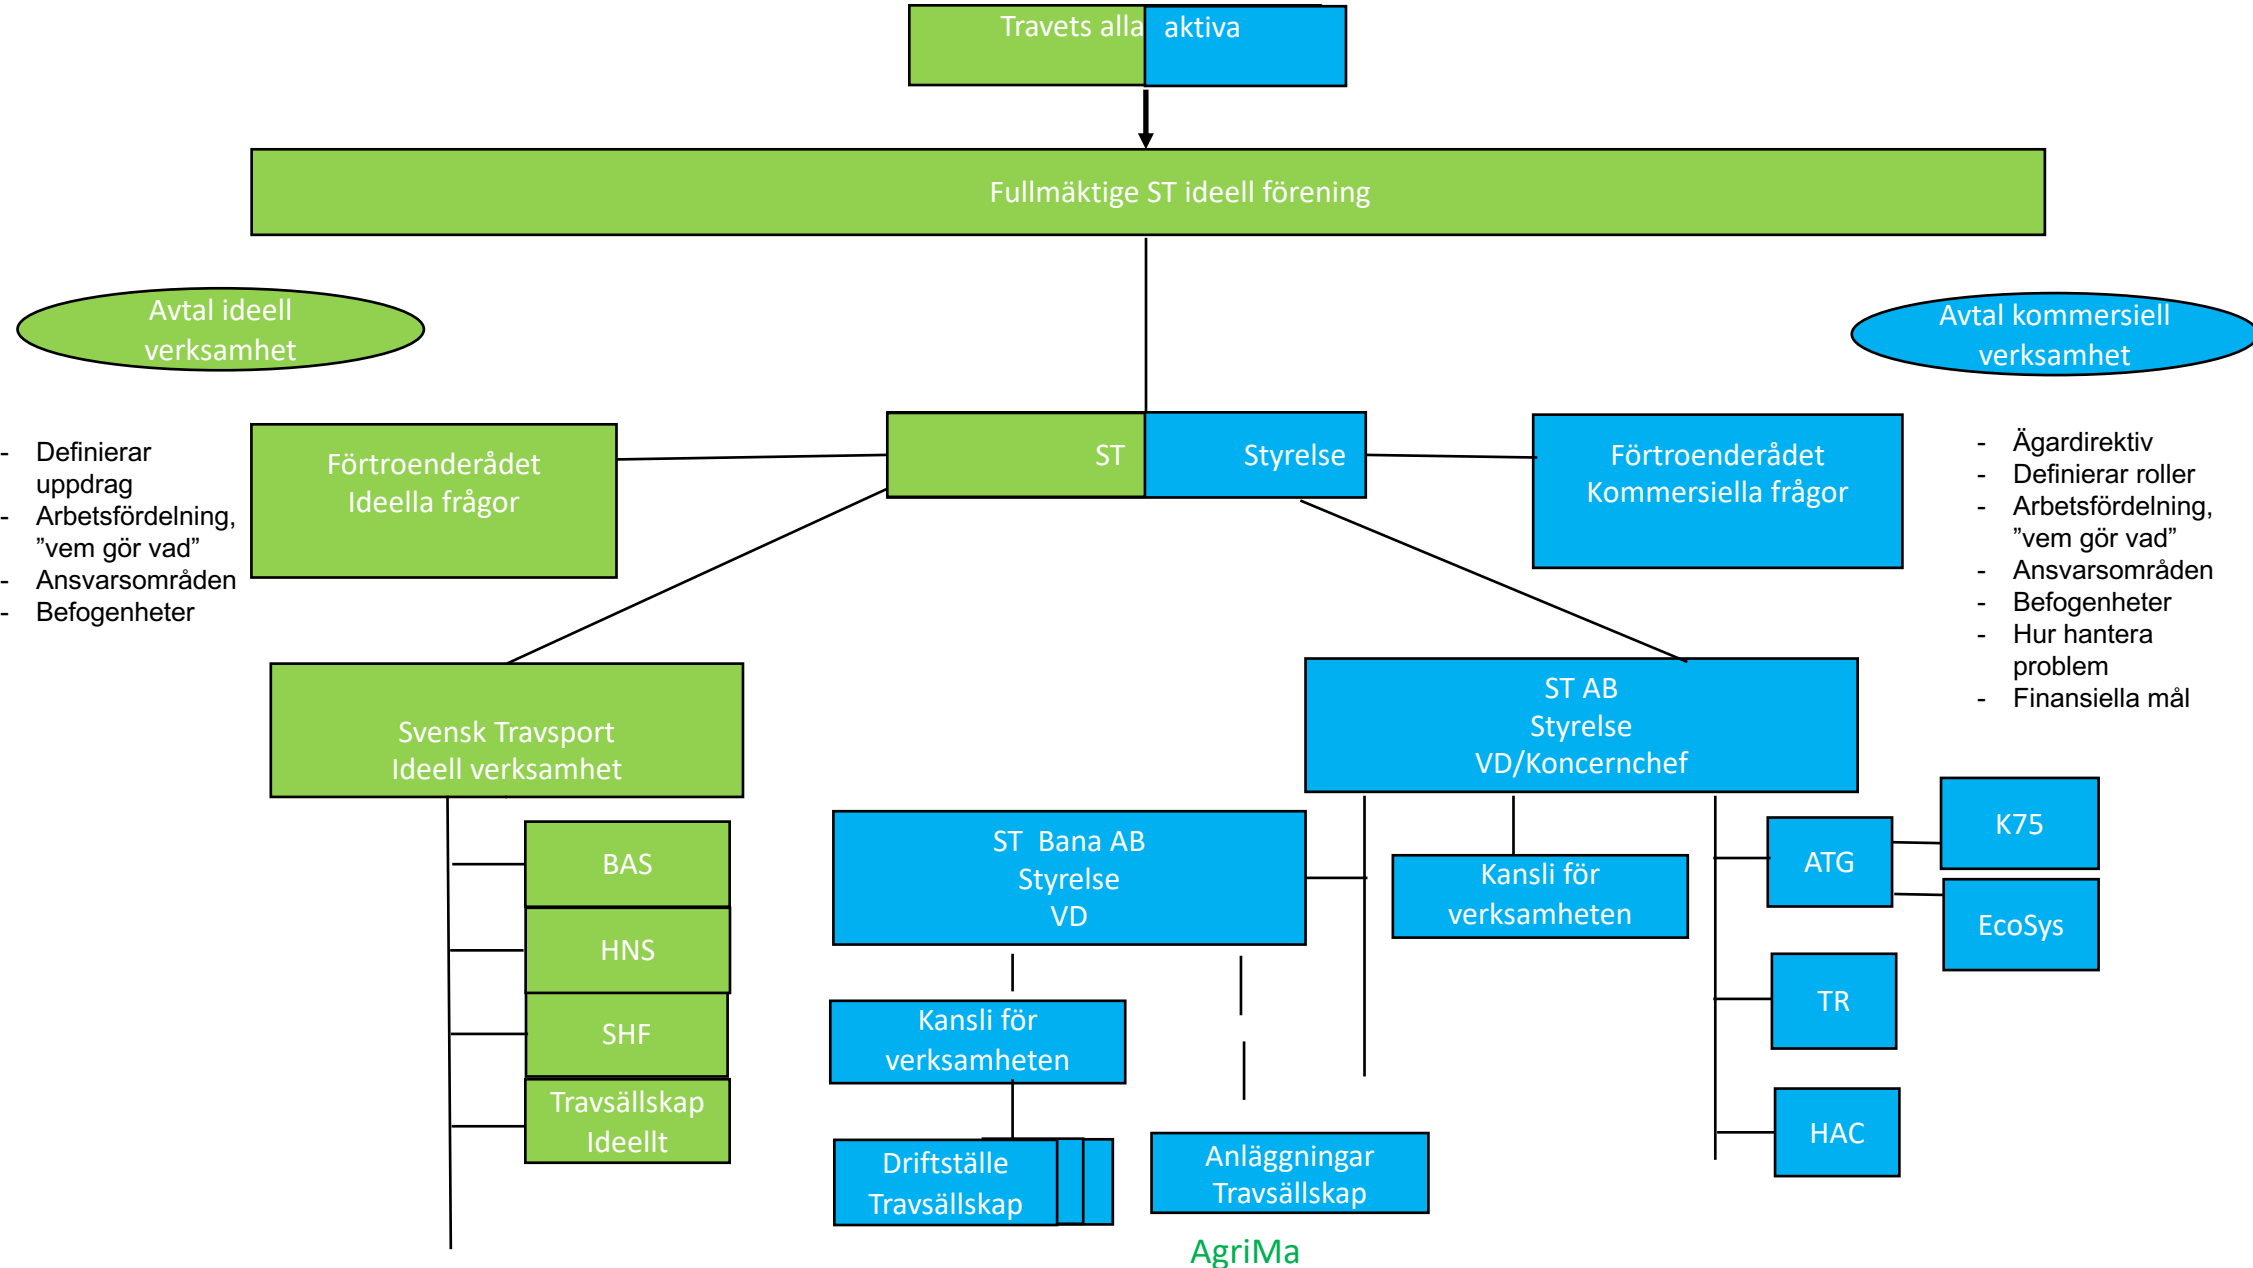 Travets alla aktiva
Fullmäktige ST ideell förening
Avtal ideell
verksamhet
Avtal kommersiell
verksamhet
- Definierar
uppdrag
- Arbetsfördelning,
”vem gör vad”
- Ansvarsområden
- Befogenheter
Förtroenderådet
Ideella frågor
ST Styrelse
Förtroenderådet
Kommersiella frågor
- Ägardirektiv
- Definierar roller
- Arbetsfördelning,
”vem gör vad”
- Ansvarsområden
- Befogenheter
- Hur hantera
problem
- Finansiella mål
Svensk Travsport
Ideell verksamhet
ST AB
Styrelse
VD/Koncernchef
BAS
HNS
SHF
Travsällskap
Ideellt
ST Bana AB
Styrelse
VD
Kansli för
verksamheten
ATG
K75
EcoSys
TR
HAC
Kansli för
verksamheten
Driftställe
Travsällskap
Anläggningar
Travsällskap
AgriMa